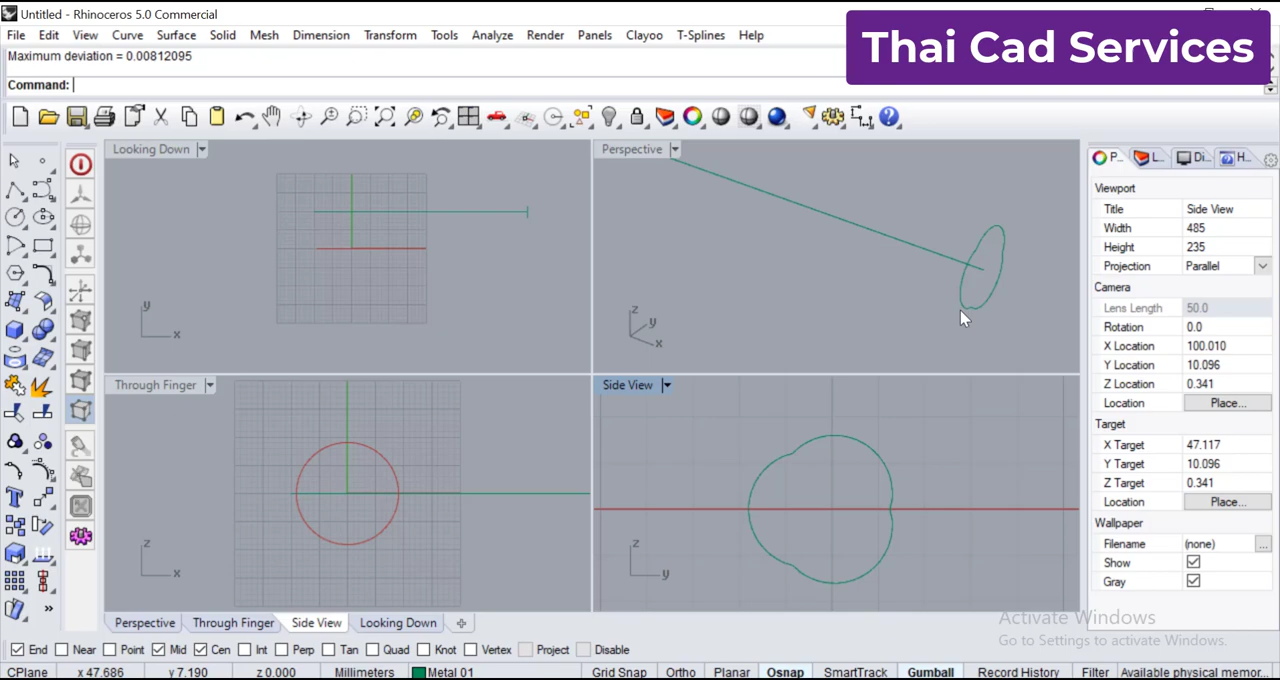 Untitled - Rhinoceros 5.0 Commercial
Thai Cad Services
File Edit View Curve Surface Solid Mesh Dimension Transform Tools Analyze Render Panels Clayoo T-Splines Help
Maximum deviation = 0.00812095
Command:
Looking Down
Perspective
P... L... Di... H...
Viewport
Title Side View
Width 485
Height 235
Projection Parallel
Camera
Lens Length 50.0
Rotation 0.0
X Location 100.010
Y Location 10.096
Z Location 0.341
Location Place...
Target
X Target 47.117
Y Target 10.096
Z Target 0.341
Location Place...
Wallpaper
Filename (none) ...
Show
Gray
y
x
z
y
x
Through Finger
Side View
z
x
z
y
Perspective Through Finger Side View Looking Down
Activate Windows
Go to Settings to activate Windows.
End Near Point Mid Cen Int Perp Tan Quad Knot Vertex Project Disable
CPlane x 47.686 y 7.190 z 0.000 Millimeters Metal 01 Grid Snap Ortho Planar Osnap SmartTrack Gumball Record History Filter Available physical memor...